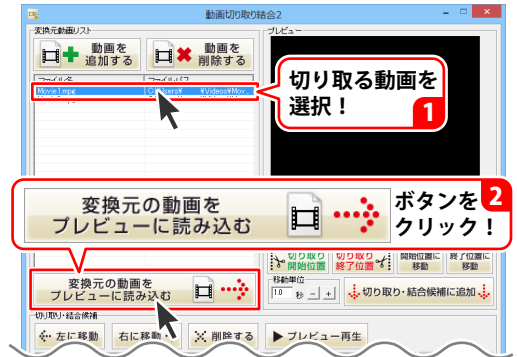 動画切り取り結合2
変換元動画リスト
プレビュー
動画を
追加する
動画を
削除する
ファイル名
ファイルパス
Movie1.mpg
C:¥Users¥
¥Videos¥Mov...
切り取る動画を
選択！
1
変換元の動画を
プレビューに読み込む
ボタンを
クリック！
2
切り取り
開始位置
切り取り
終了位置
開始位置に
移動
終了位置に
移動
変換元の動画を
プレビューに読み込む
移動単位
1.0
秒
切り取り・結合候補に追加
切り取り・結合候補
左に移動
右に移動
削除する
プレビュー再生